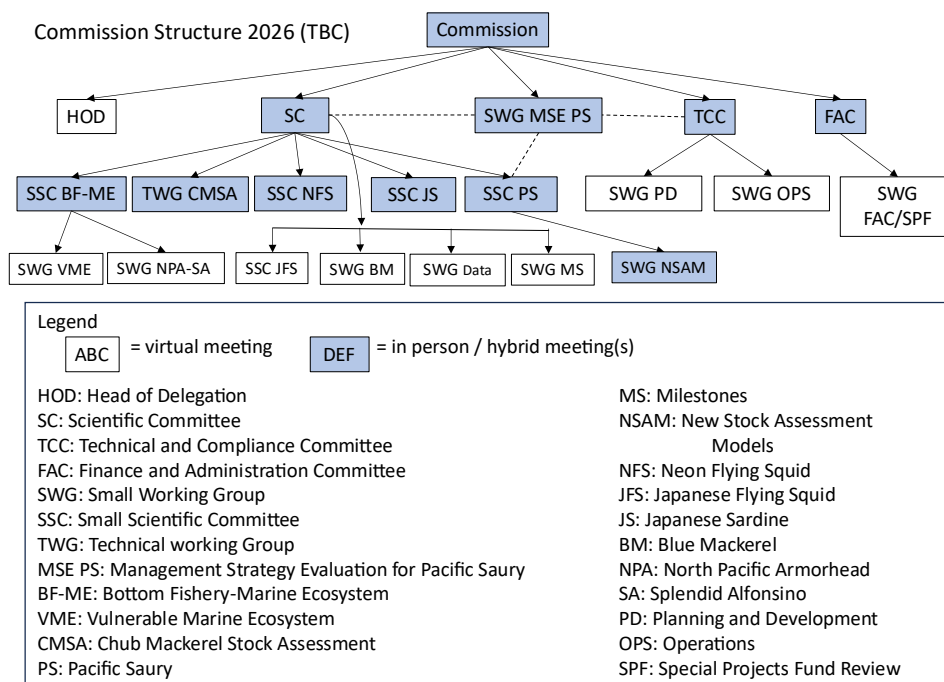 Commission Structure 2026 (TBC)
Commission
HOD
SC
SWG MSE PS
TCC
FAC
SSC BF-ME
TWG CMSA
SSC NFS
SSC JS
SSC PS
SWG PD
SWG OPS
SWG
FAC/SPF
SWG VME
SWG NPA-SA
SSC JFS
SWG BM
SWG Data
SWG MS
SWG NSAM
Legend
ABC = virtual meeting
DEF = in person / hybrid meeting(s)
HOD: Head of Delegation
SC: Scientific Committee
TCC: Technical and Compliance Committee
FAC: Finance and Administration Committee
SWG: Small Working Group
SSC: Small Scientific Committee
TWG: Technical working Group
MSE PS: Management Strategy Evaluation for Pacific Saury
BF-ME: Bottom Fishery-Marine Ecosystem
VME: Vulnerable Marine Ecosystem
CMSA: Chub Mackerel Stock Assessment
PS: Pacific Saury
MS: Milestones
NSAM: New Stock Assessment
Models
NFS: Neon Flying Squid
JFS: Japanese Flying Squid
JS: Japanese Sardine
BM: Blue Mackerel
NPA: North Pacific Armorhead
SA: Splendid Alfonsino
PD: Planning and Development
OPS: Operations
SPF: Special Projects Fund Review